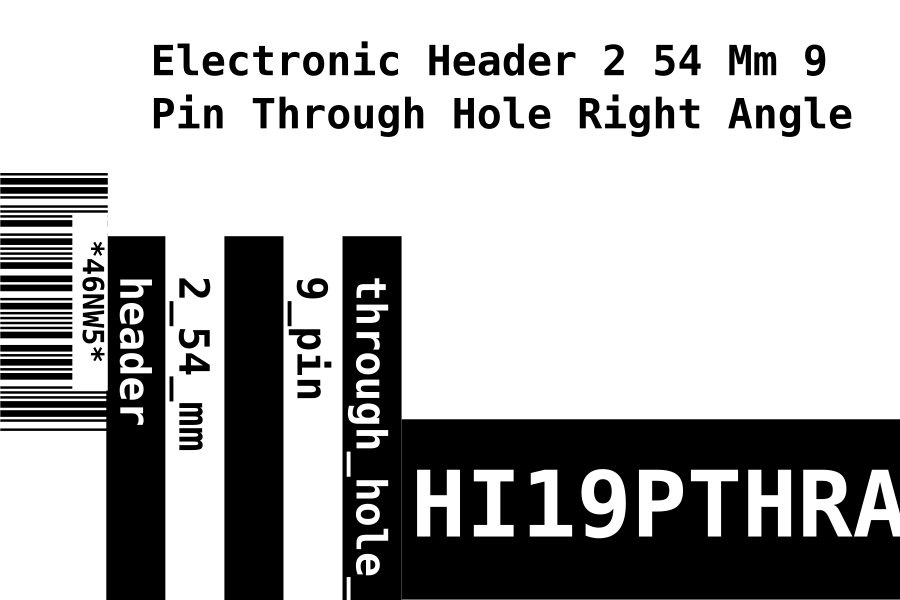 Electronic Header 2 54 Mm 9
Pin Through Hole Right Angle
*46NW5*
header
2_54_mm
9_pin
through_hole_
HI19PTHRA